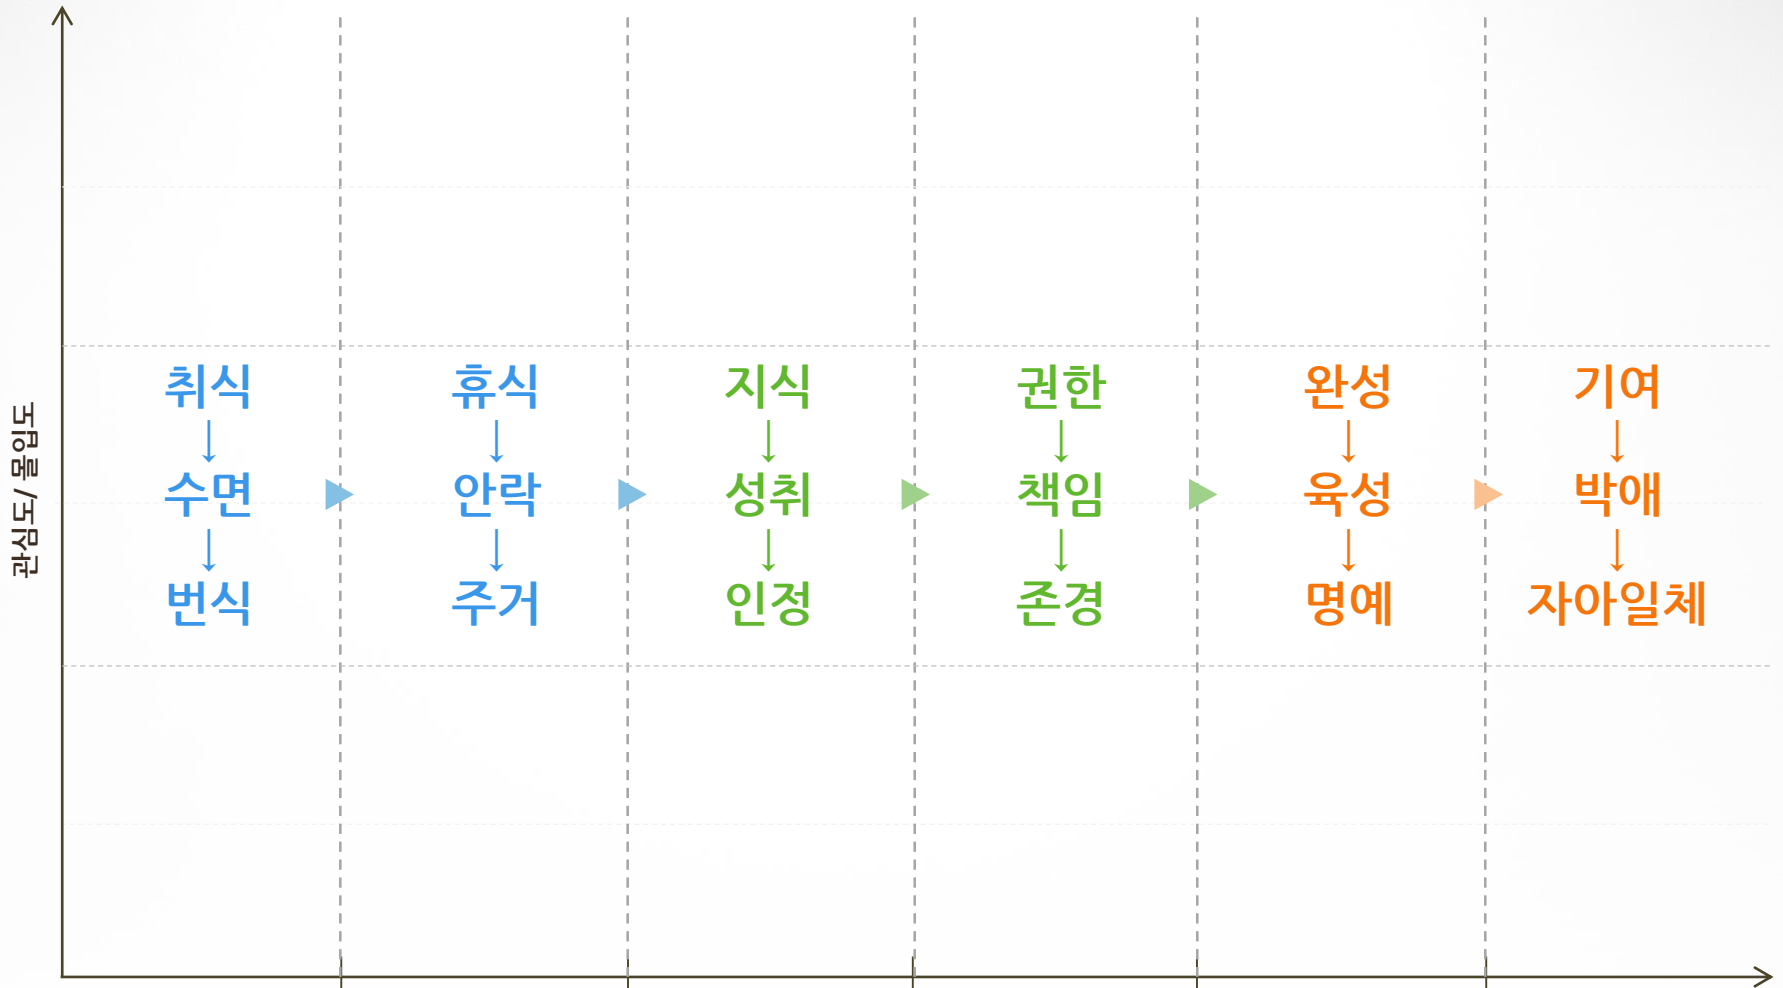 관심도/ 몰입도
취식
수면
번식
휴식
안락
주거
지식
성취
인정
권한
책임
존경
완성
육성
명예
기여
박애
자아일체